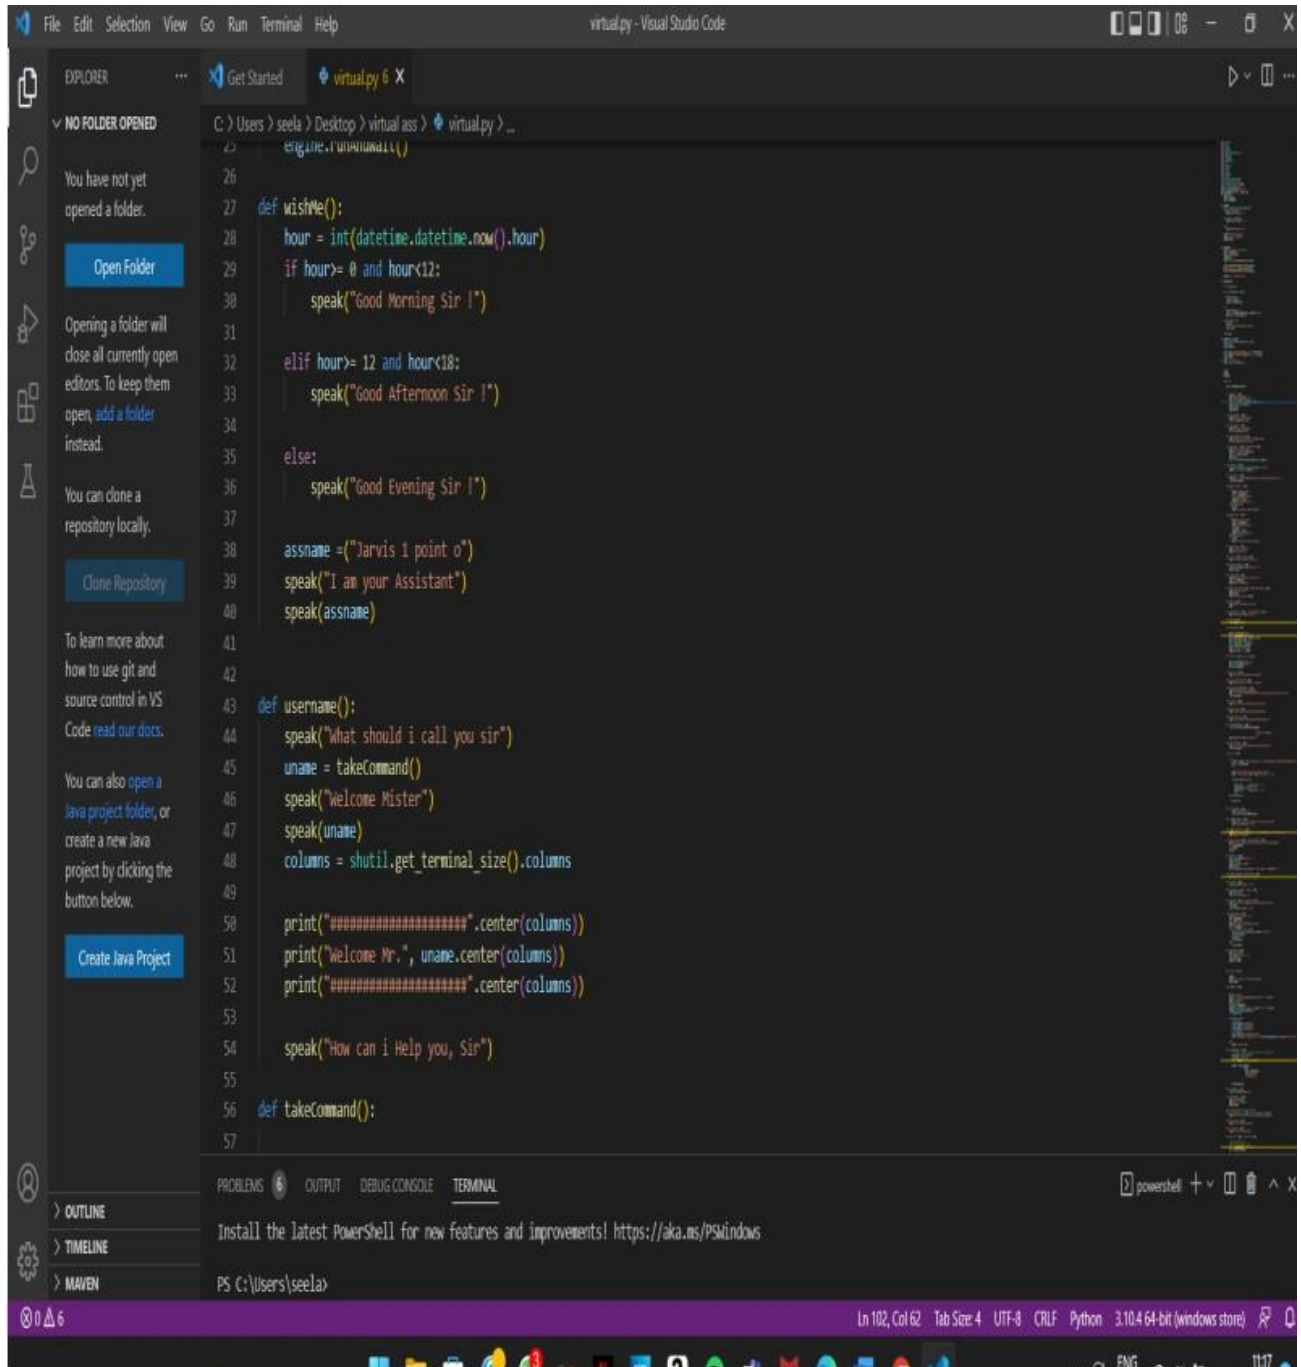 File Edit Selection View Go Run Terminal Help
virtual.py - Visual Studio Code
EXPLORER ...
NO FOLDER OPENED
You have not yet
opened a folder.
Open Folder
Opening a folder will
close all currently open
editors. To keep them
open, add a folder
instead.
You can clone a
repository locally.
Clone Repository
To learn more about
how to use git and
source control in VS
Code read our docs.
You can also open a
Java project folder, or
create a new Java
project by clicking the
button below.
Create Java Project
OUTLINE
TIMELINE
MAVEN
Get Started
virtual.py 6 X
C: > Users > seela > Desktop > virtual ass > virtual.py > ...
25 engine.runAndWait()
26
27 def wishMe():
28 hour = int(datetime.datetime.now().hour)
29 if hour>= 0 and hour<12:
30 speak("Good Morning Sir !")
31
32 elif hour>= 12 and hour<18:
33 speak("Good Afternoon Sir !")
34
35 else:
36 speak("Good Evening Sir !")
37
38 assname =("Jarvis 1 point o")
39 speak("I am your Assistant")
40 speak(assname)
41
42
43 def username():
44 speak("What should i call you sir")
45 uname = takeCommand()
46 speak("Welcome Mister")
47 speak(uname)
48 columns = shutil.get_terminal_size().columns
49
50 print("#####################".center(columns))
51 print("Welcome Mr.", uname.center(columns))
52 print("#####################".center(columns))
53
54 speak("How can i Help you, Sir")
55
56 def takeCommand():
57
PROBLEMS 6 OUTPUT DEBUG CONSOLE TERMINAL
powershell
Install the latest PowerShell for new features and improvements! https://aka.ms/PSWindows
PS C:\Users\seela>
0 6
Ln 102, Col 62 Tab Size: 4 UTF-8 CRLF Python 3.10.4 64-bit (windows store)
3
ENG
11:17